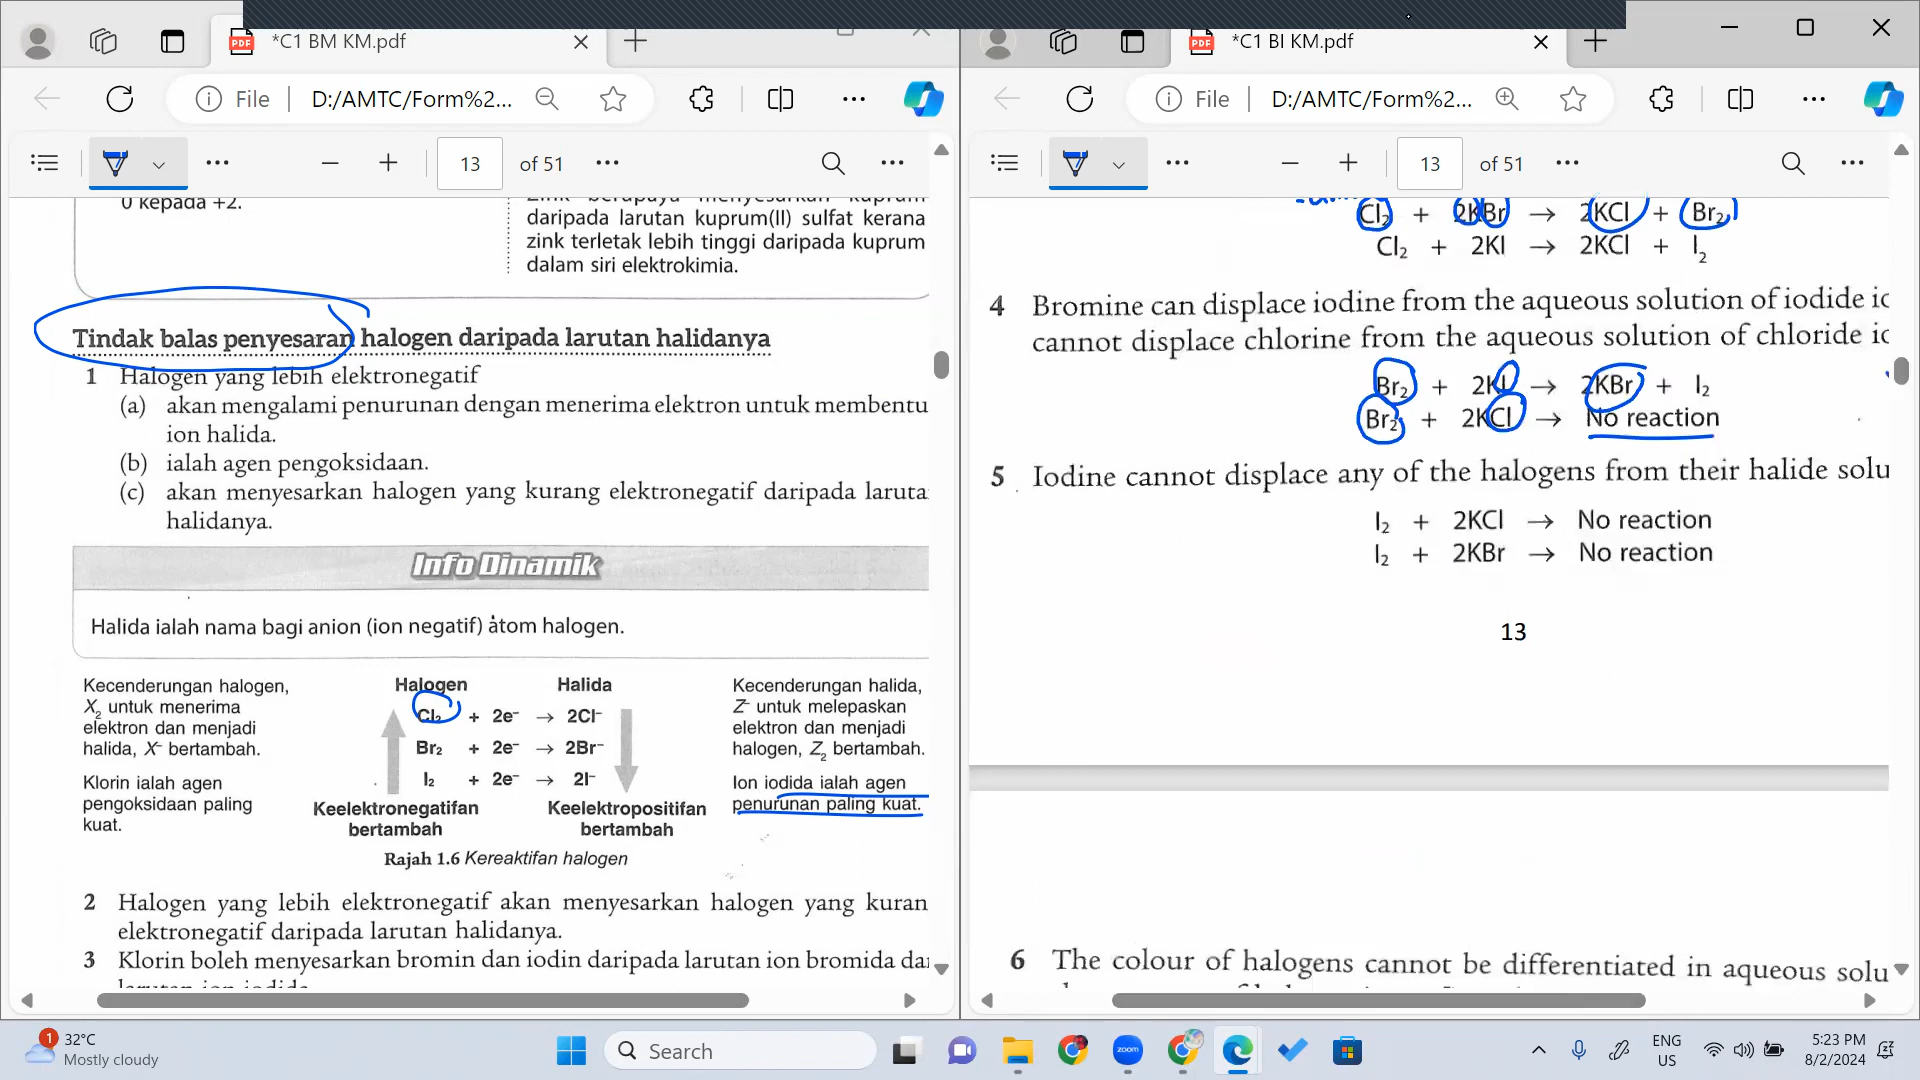 *C1 BM KM.pdf
File
D:/AMTC/Form%2...
13 of 51
0 kepada +2.
daripada larutan kuprum(II) sulfat kerana
zink terletak lebih tinggi daripada kuprum
dalam siri elektrokimia.
Tindak balas penyesaran halogen daripada larutan halidanya
1 Halogen yang lebih elektronegatif
(a) akan mengalami penurunan dengan menerima elektron untuk membentu
ion halida.
(b) ialah agen pengoksidaan.
(c) akan menyesarkan halogen yang kurang elektronegatif daripada laruta
halidanya.
Info Dinamik
Halida ialah nama bagi anion (ion negatif) atom halogen.
Kecenderungan halogen,
X₂ untuk menerima
elektron dan menjadi
halida, X⁻ bertambah.
Klorin ialah agen
pengoksidaan paling
kuat.
Halogen Halida
Cl₂ + 2e⁻ → 2Cl⁻
Br₂ + 2e⁻ → 2Br⁻
I₂ + 2e⁻ → 2I⁻
Keelektronegatifan
bertambah
Keelektropositifan
bertambah
Kecenderungan halida,
Z⁻ untuk melepaskan
elektron dan menjadi
halogen, Z₂ bertambah.
Ion iodida ialah agen
penurunan paling kuat.
Rajah 1.6 Kereaktifan halogen
2 Halogen yang lebih elektronegatif akan menyesarkan halogen yang kuran
elektronegatif daripada larutan halidanya.
3 Klorin boleh menyesarkan bromin dan iodin daripada larutan ion bromida da
*C1 BI KM.pdf
File
D:/AMTC/Form%2...
13 of 51
Cl₂ + 2KBr → 2KCl + Br₂
Cl₂ + 2KI → 2KCl + I₂
4 Bromine can displace iodine from the aqueous solution of iodide ic
cannot displace chlorine from the aqueous solution of chloride ic
Br₂ + 2KI → 2KBr + I₂
Br₂ + 2KCl → No reaction
5 Iodine cannot displace any of the halogens from their halide solu
I₂ + 2KCl → No reaction
I₂ + 2KBr → No reaction
13
6 The colour of halogens cannot be differentiated in aqueous solu
1
32°C
Mostly cloudy
Search
zoom
ENG
US
5:23 PM
8/2/2024